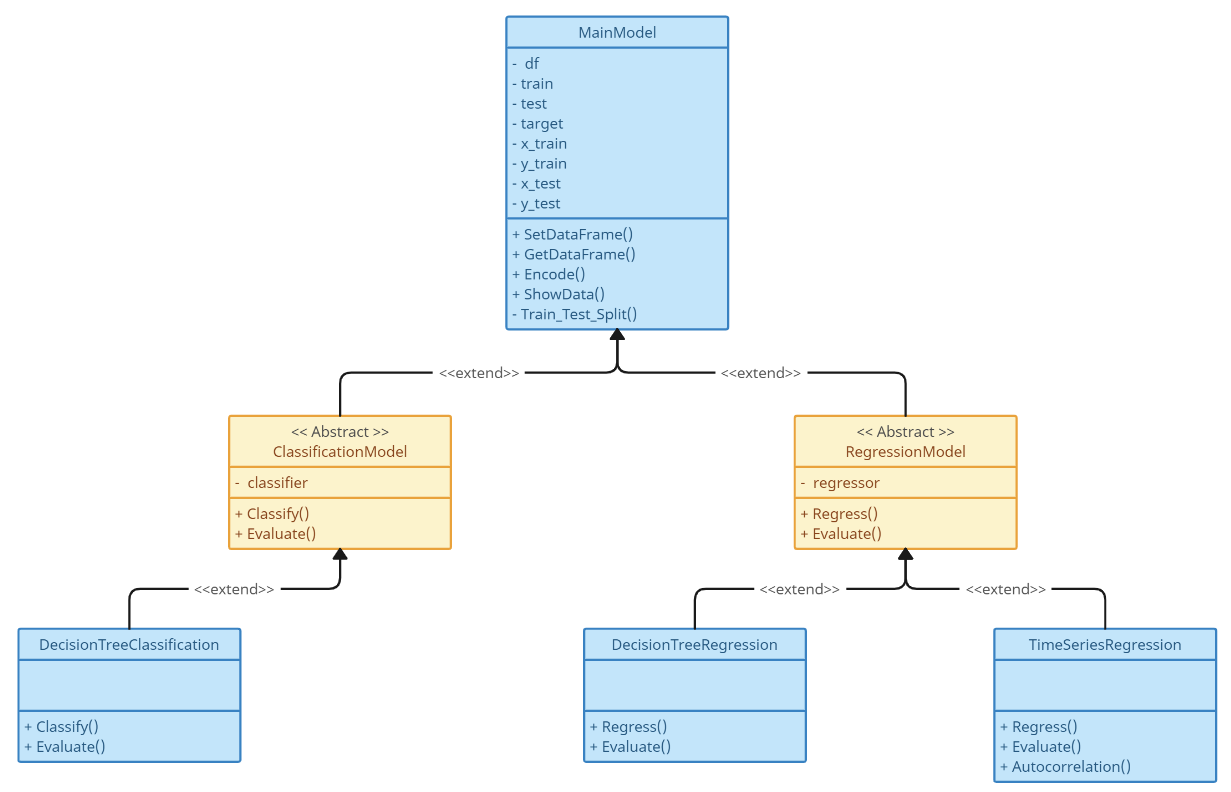 MainModel
- df
- train
- test
- target
- x_train
- y_train
- x_test
- y_test
+ SetDataFrame()
+ GetDataFrame()
+ Encode()
+ ShowData()
- Train_Test_Split()
<<extend>>
<<extend>>
<< Abstract >>
ClassificationModel
- classifier
+ Classify()
+ Evaluate()
<< Abstract >>
RegressionModel
- regressor
+ Regress()
+ Evaluate()
<<extend>>
<<extend>>
<<extend>>
DecisionTreeClassification
+ Classify()
+ Evaluate()
DecisionTreeRegression
+ Regress()
+ Evaluate()
TimeSeriesRegression
+ Regress()
+ Evaluate()
+ Autocorrelation()